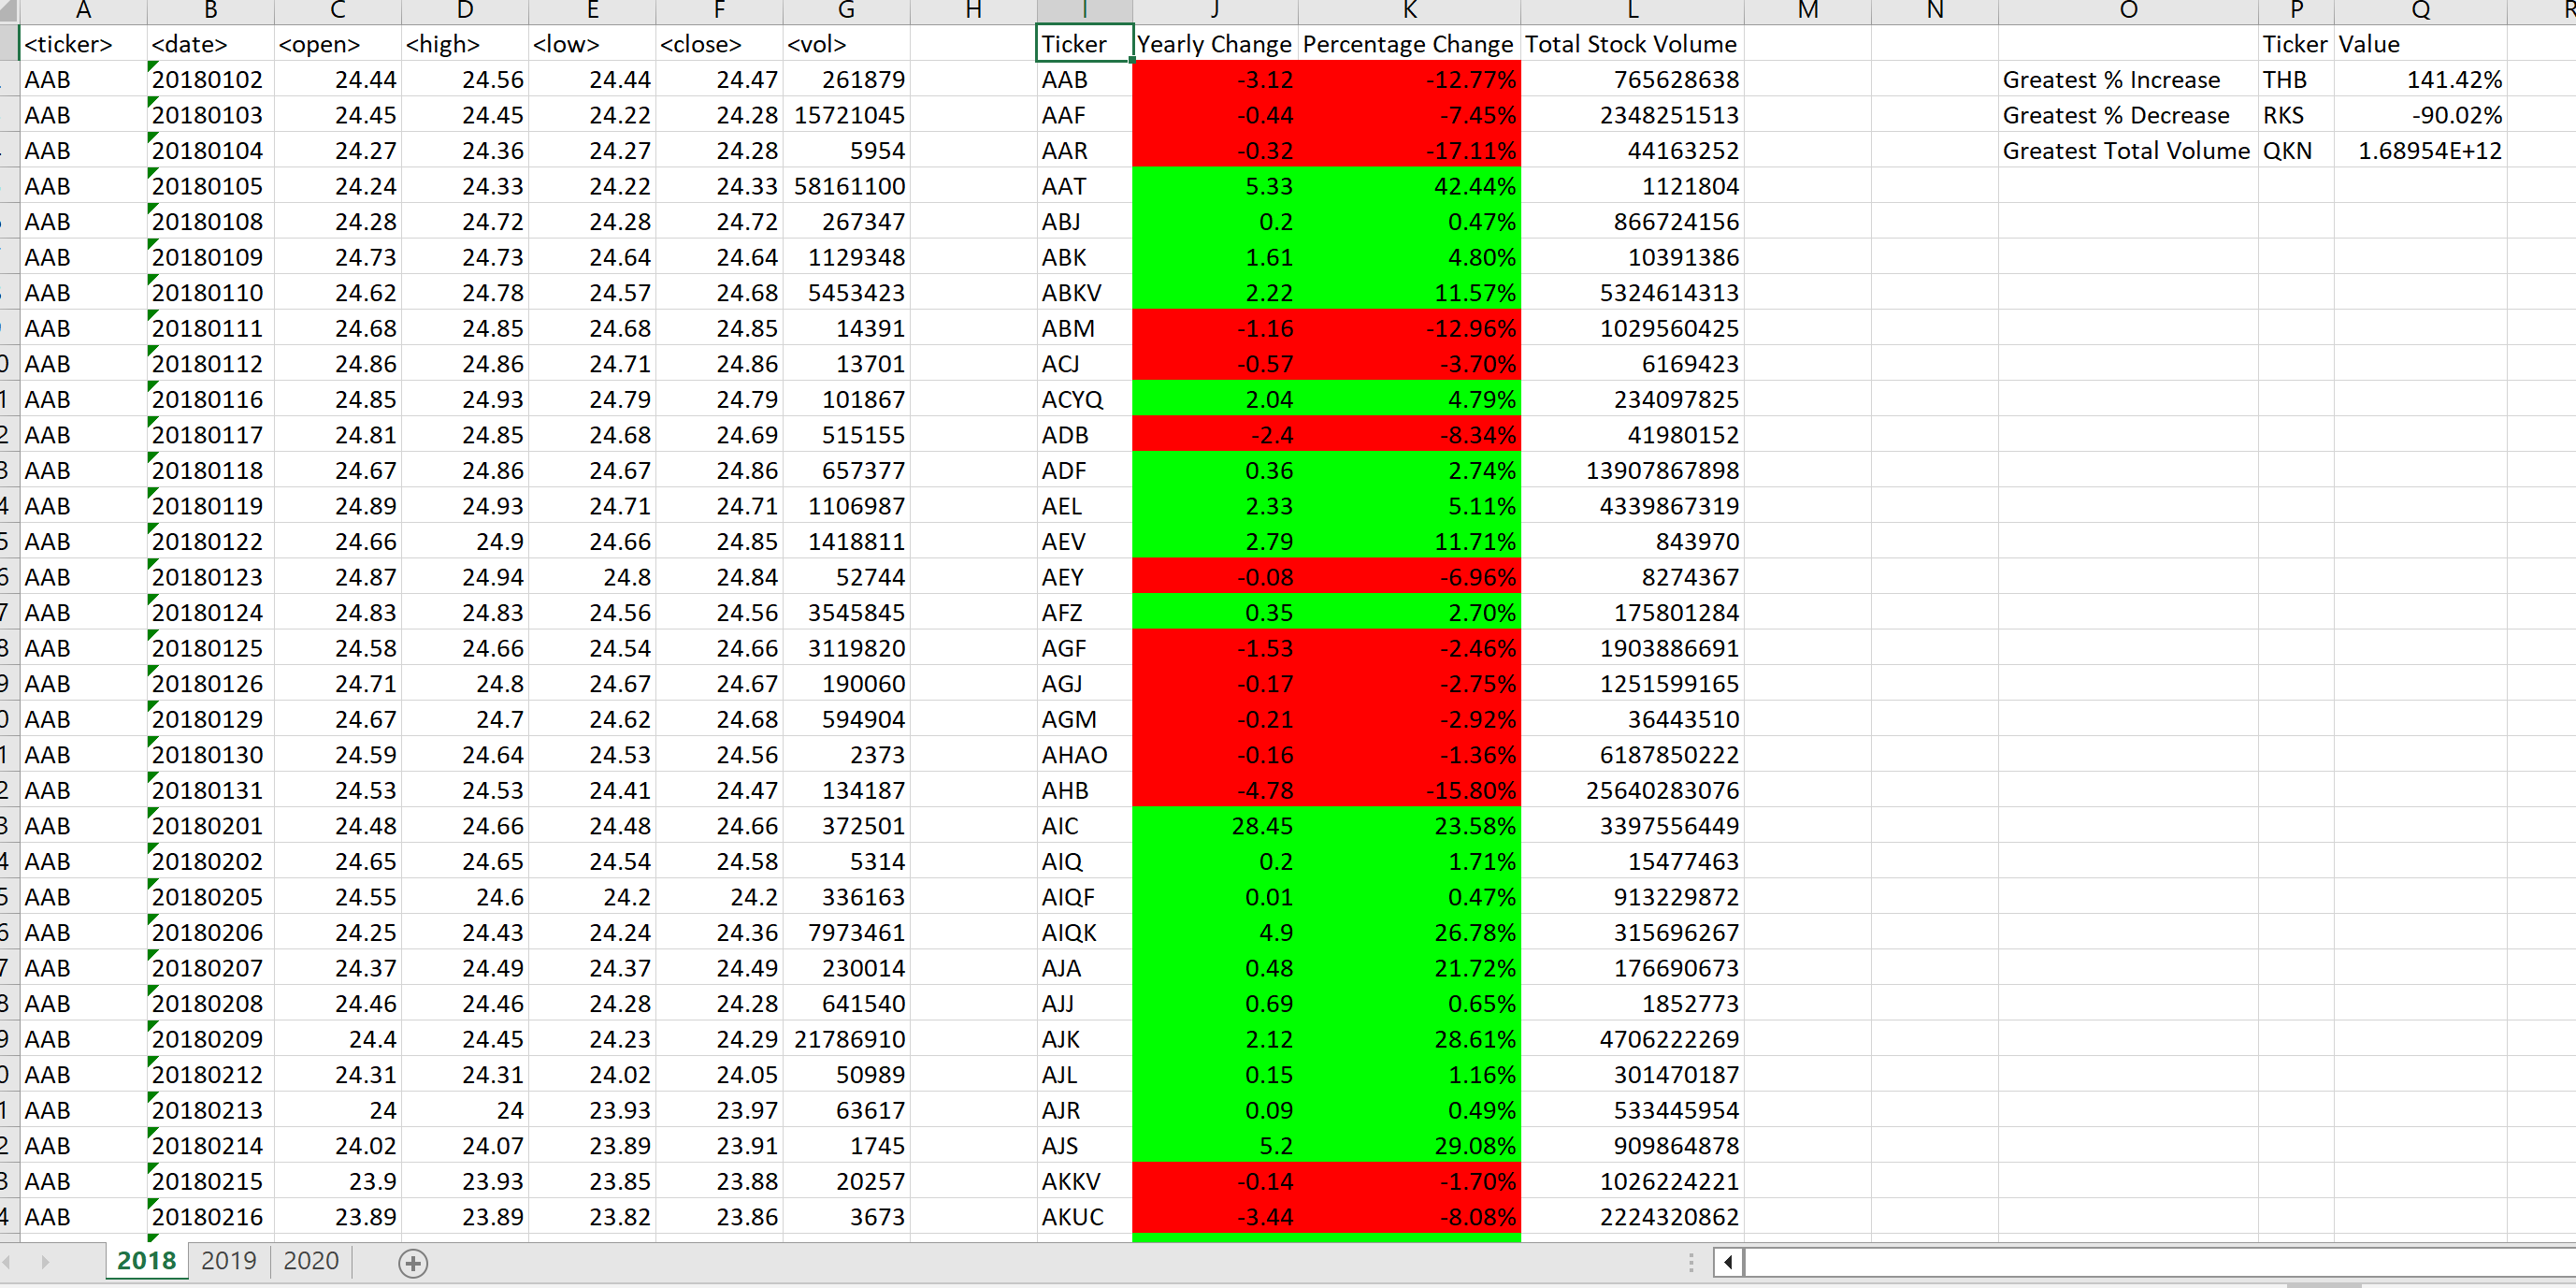 A B C D E F G H I J K L M N O P Q R
<ticker> <date> <open> <high> <low> <close> <vol> Ticker Yearly Change Percentage Change Total Stock Volume Ticker Value
AAB 20180102 24.44 24.56 24.44 24.47 261879 AAB -3.12 -12.77% 765628638 Greatest % Increase THB 141.42%
AAB 20180103 24.45 24.45 24.22 24.28 15721045 AAF -0.44 -7.45% 2348251513 Greatest % Decrease RKS -90.02%
AAB 20180104 24.27 24.36 24.27 24.28 5954 AAR -0.32 -17.11% 44163252 Greatest Total Volume QKN 1.68954E+12
AAB 20180105 24.24 24.33 24.22 24.33 58161100 AAT 5.33 42.44% 1121804
AAB 20180108 24.28 24.72 24.28 24.72 267347 ABJ 0.2 0.47% 866724156
AAB 20180109 24.73 24.73 24.64 24.64 1129348 ABK 1.61 4.80% 10391386
AAB 20180110 24.62 24.78 24.57 24.68 5453423 ABKV 2.22 11.57% 5324614313
AAB 20180111 24.68 24.85 24.68 24.85 14391 ABM -1.16 -12.96% 1029560425
AAB 20180112 24.86 24.86 24.71 24.86 13701 ACJ -0.57 -3.70% 6169423
AAB 20180116 24.85 24.93 24.79 24.79 101867 ACYQ 2.04 4.79% 234097825
AAB 20180117 24.81 24.85 24.68 24.69 515155 ADB -2.4 -8.34% 41980152
AAB 20180118 24.67 24.86 24.67 24.86 657377 ADF 0.36 2.74% 13907867898
AAB 20180119 24.89 24.93 24.71 24.71 1106987 AEL 2.33 5.11% 4339867319
AAB 20180122 24.66 24.9 24.66 24.85 1418811 AEV 2.79 11.71% 843970
AAB 20180123 24.87 24.94 24.8 24.84 52744 AEY -0.08 -6.96% 8274367
AAB 20180124 24.83 24.83 24.56 24.56 3545845 AFZ 0.35 2.70% 175801284
AAB 20180125 24.58 24.66 24.54 24.66 3119820 AGF -1.53 -2.46% 1903886691
AAB 20180126 24.71 24.8 24.67 24.67 190060 AGJ -0.17 -2.75% 1251599165
AAB 20180129 24.67 24.7 24.62 24.68 594904 AGM -0.21 -2.92% 36443510
AAB 20180130 24.59 24.64 24.53 24.56 2373 AHAO -0.16 -1.36% 6187850222
AAB 20180131 24.53 24.53 24.41 24.47 134187 AHB -4.78 -15.80% 25640283076
AAB 20180201 24.48 24.66 24.48 24.66 372501 AIC 28.45 23.58% 3397556449
AAB 20180202 24.65 24.65 24.54 24.58 5314 AIQ 0.2 1.71% 15477463
AAB 20180205 24.55 24.6 24.2 24.2 336163 AIQF 0.01 0.47% 913229872
AAB 20180206 24.25 24.43 24.24 24.36 7973461 AIQK 4.9 26.78% 315696267
AAB 20180207 24.37 24.49 24.37 24.49 230014 AJA 0.48 21.72% 176690673
AAB 20180208 24.46 24.46 24.28 24.28 641540 AJJ 0.69 0.65% 1852773
AAB 20180209 24.4 24.45 24.23 24.29 21786910 AJK 2.12 28.61% 4706222269
AAB 20180212 24.31 24.31 24.02 24.05 50989 AJL 0.15 1.16% 301470187
AAB 20180213 24 24 23.93 23.97 63617 AJR 0.09 0.49% 533445954
AAB 20180214 24.02 24.07 23.89 23.91 1745 AJS 5.2 29.08% 909864878
AAB 20180215 23.9 23.93 23.85 23.88 20257 AKKV -0.14 -1.70% 1026224221
AAB 20180216 23.89 23.89 23.82 23.86 3673 AKUC -3.44 -8.08% 2224320862
2018 2019 2020